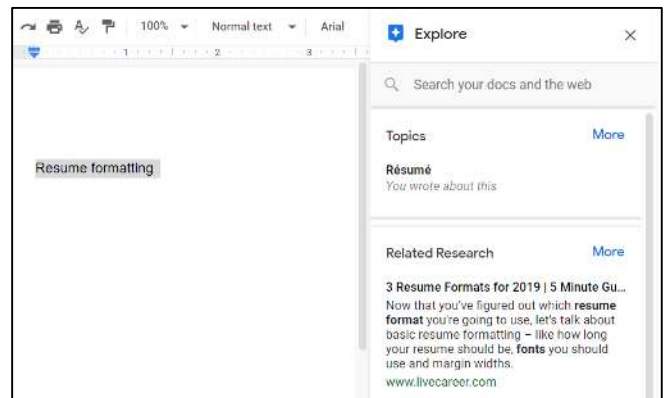 100% Normal text Arial
1 2 3
Resume formatting
Explore
Search your docs and the web
Topics More
Résumé
You wrote about this
Related Research More
3 Resume Formats for 2019 | 5 Minute Gu...
Now that you've figured out which resume
format you're going to use, let's talk about
basic resume formatting – like how long
your resume should be, fonts you should
use and margin widths.
www.livecareer.com